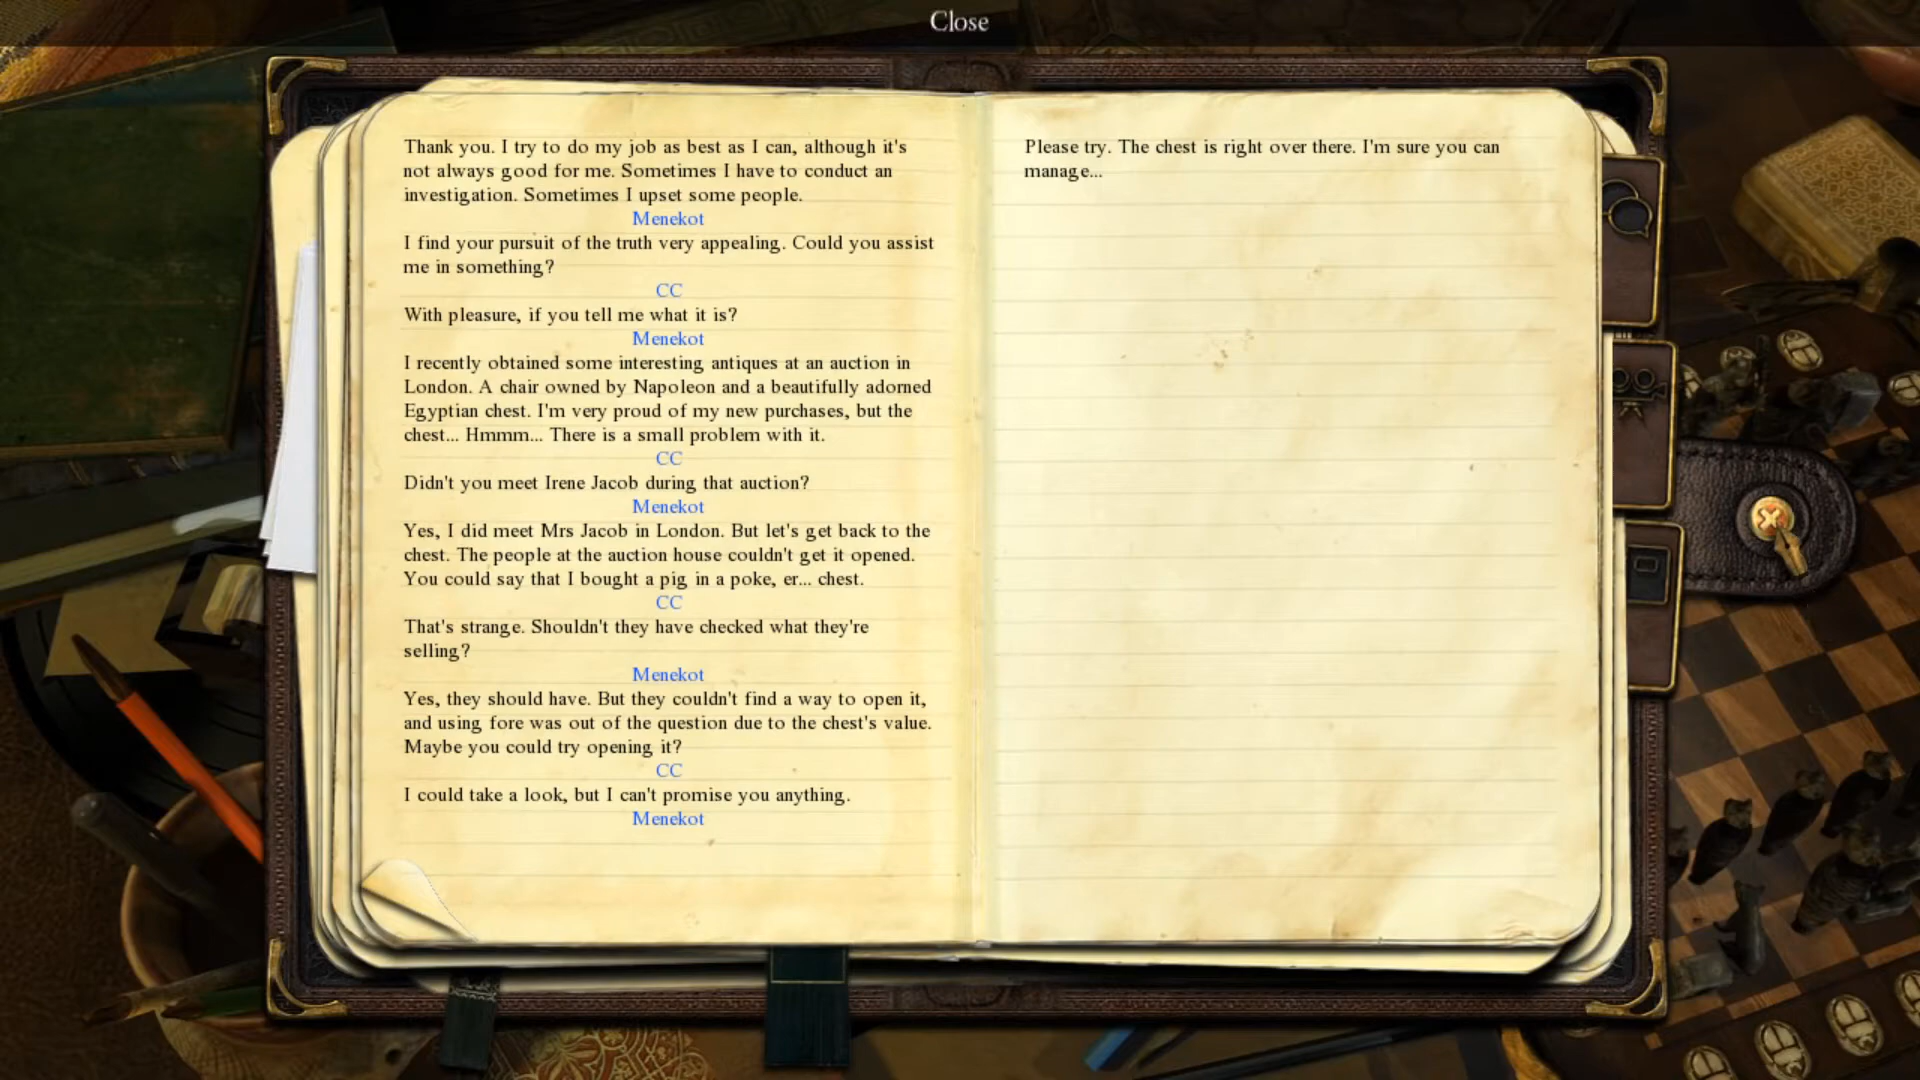 Close
Thank you. I try to do my job as best as I can, although it's
not always good for me. Sometimes I have to conduct an
investigation. Sometimes I upset some people.
Menekot
I find your pursuit of the truth very appealing. Could you assist
me in something?
CC
With pleasure, if you tell me what it is?
Menekot
I recently obtained some interesting antiques at an auction in
London. A chair owned by Napoleon and a beautifully adorned
Egyptian chest. I'm very proud of my new purchases, but the
chest... Hmmm... There is a small problem with it.
CC
Didn't you meet Irene Jacob during that auction?
Menekot
Yes, I did meet Mrs Jacob in London. But let's get back to the
chest. The people at the auction house couldn't get it opened.
You could say that I bought a pig in a poke, er... chest.
CC
That's strange. Shouldn't they have checked what they're
selling?
Menekot
Yes, they should have. But they couldn't find a way to open it,
and using fore was out of the question due to the chest's value.
Maybe you could try opening it?
CC
I could take a look, but I can't promise you anything.
Menekot
Please try. The chest is right over there. I'm sure you can
manage...